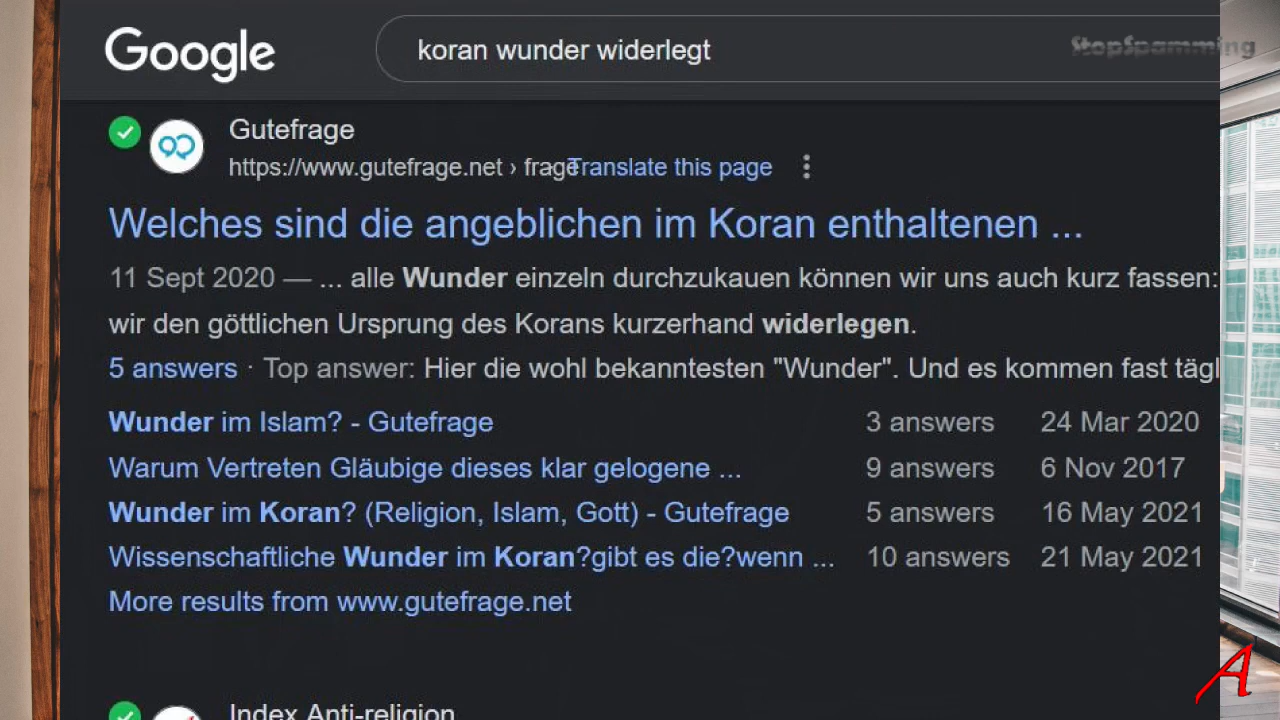 Google
koran wunder widerlegt
StopSpamming
Gutefrage
https://www.gutefrage.net › frage
Translate this page
Welches sind die angeblichen im Koran enthaltenen ...
11 Sept 2020 — ... alle Wunder einzeln durchzukauen können wir uns auch kurz fassen:
wir den göttlichen Ursprung des Korans kurzerhand widerlegen.
5 answers · Top answer: Hier die wohl bekanntesten "Wunder". Und es kommen fast tägl
Wunder im Islam? - Gutefrage 3 answers 24 Mar 2020
Warum Vertreten Gläubige dieses klar gelogene ... 9 answers 6 Nov 2017
Wunder im Koran? (Religion, Islam, Gott) - Gutefrage 5 answers 16 May 2021
Wissenschaftliche Wunder im Koran?gibt es die?wenn ... 10 answers 21 May 2021
More results from www.gutefrage.net
Index Anti-religion
A